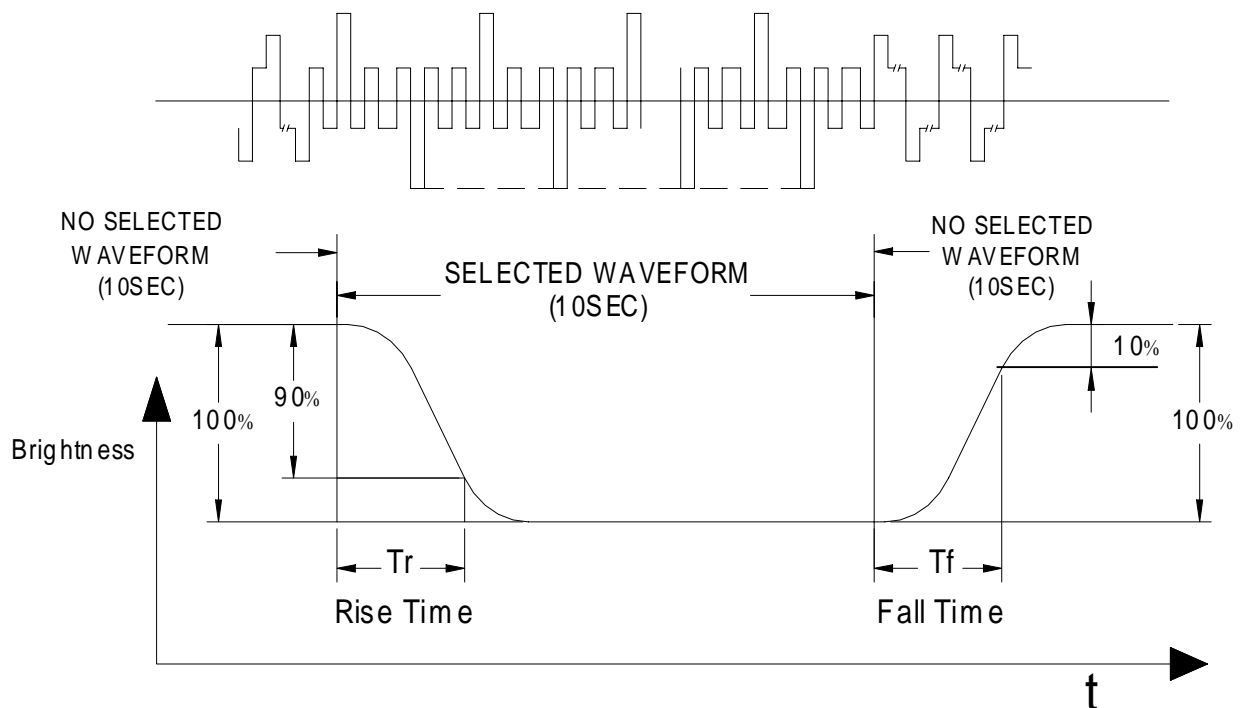 NO SELECTED
WAVEFORM
(10SEC)
SELECTED WAVEFORM
(10SEC)
NO SELECTED
WAVEFORM
(10SEC)
100%
90%
10%
100%
Brightness
Tr
Rise Time
Tf
Fall Time
t